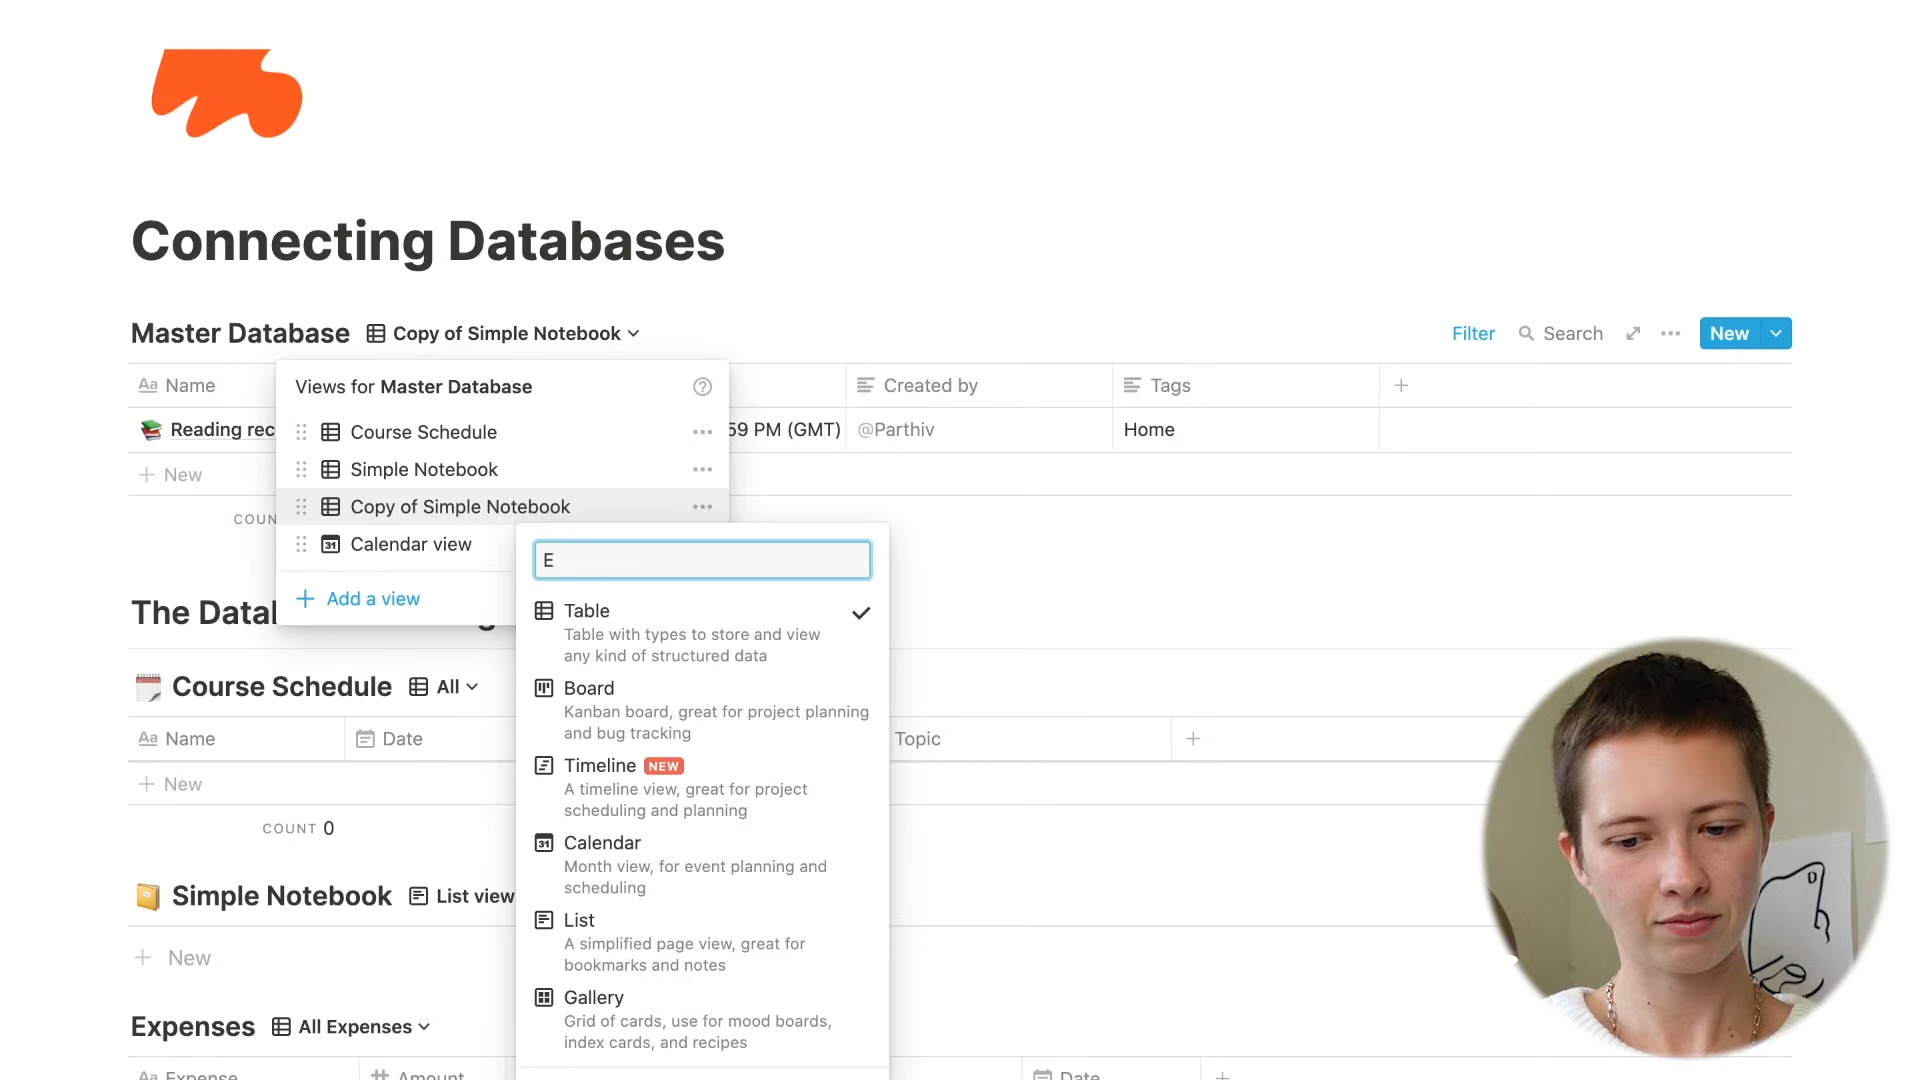 Connecting Databases
Master Database Copy of Simple Notebook
Filter Search New
Aa Name Created by Tags
Reading rec 59 PM (GMT) @Parthiv Home
New
COUN
Views for Master Database
Course Schedule
Simple Notebook
Copy of Simple Notebook
31 Calendar view
Add a view
E
Table
Table with types to store and view
any kind of structured data
Board
Kanban board, great for project planning
and bug tracking
Timeline NEW
A timeline view, great for project
scheduling and planning
31 Calendar
Month view, for event planning and
scheduling
List
A simplified page view, great for
bookmarks and notes
Gallery
Grid of cards, use for mood boards,
index cards, and recipes
The Data
Course Schedule All
Aa Name Date Topic
New
COUNT 0
Simple Notebook List view
New
Expenses All Expenses
Aa Expense # Amount Date